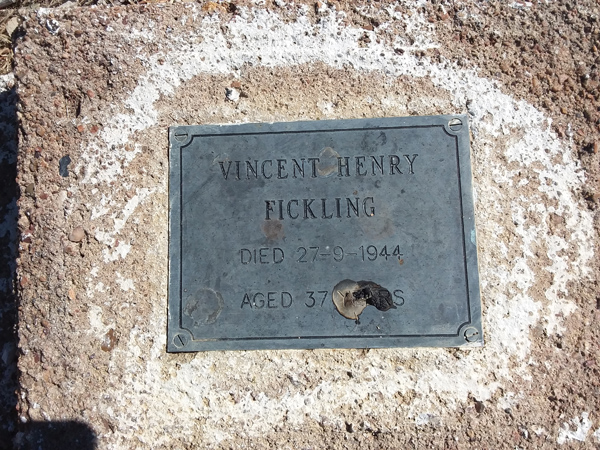 VINCENT HENRY
FICKLING
DIED 27-9-1944
AGED 37